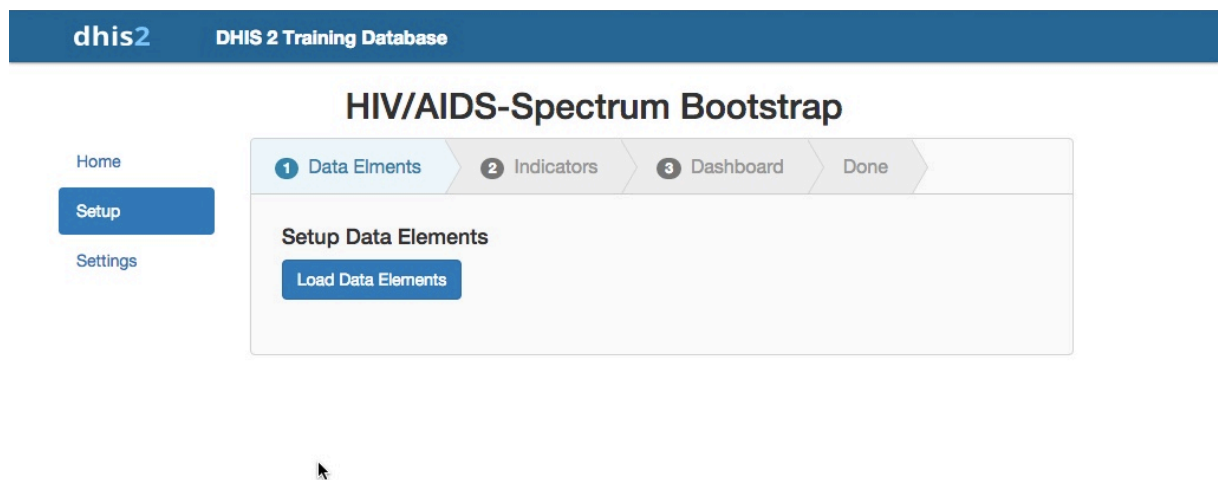 dhis2 DHIS 2 Training Database
HIV/AIDS-Spectrum Bootstrap
Home
Setup
Settings
1 Data Elments 2 Indicators 3 Dashboard Done
Setup Data Elements
Load Data Elements